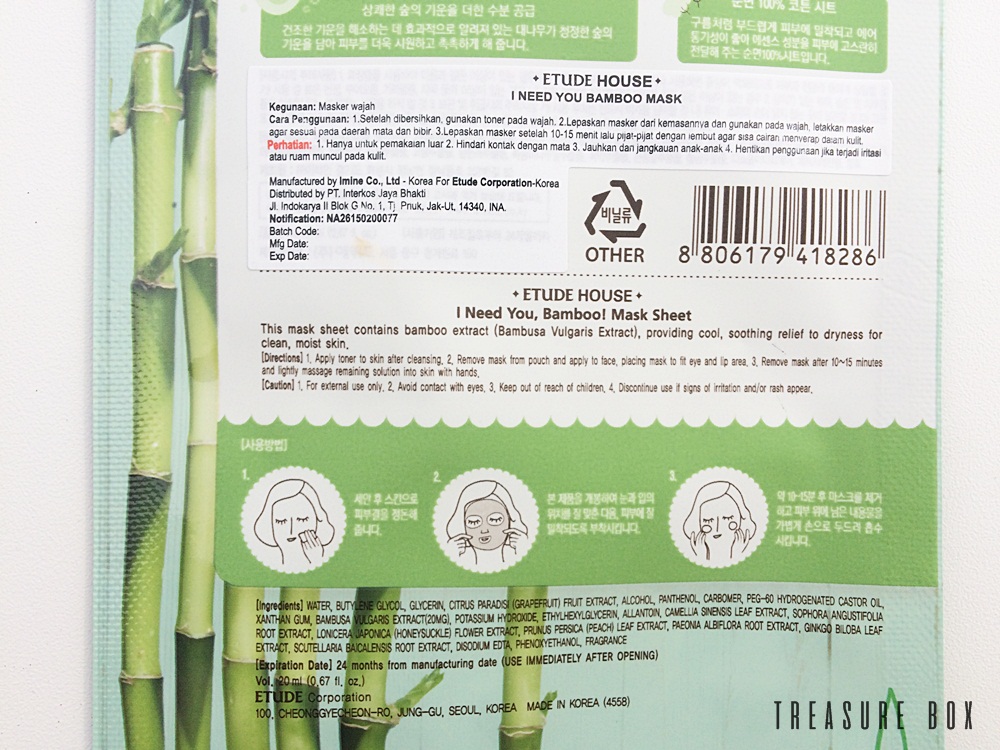 상쾌한 숲의 기운을 더한 수분 공급
건조한 기운을 해소하는 데 효과적으로 알려져 있는 대나무가 청정한 숲의
기운을 담아 피부를 더욱 시원하고 촉촉하게 해 줍니다.
순면 100% 코튼 시트
구름처럼 부드럽게 피부에 밀착되고 에어
통기성이 좋아 에센스 성분을 피부에 고스란히
전달해 주는 순면100%시트입니다.
ETUDE HOUSE
I NEED YOU BAMBOO MASK
Kegunaan: Masker wajah
Cara Penggunaan: 1.Setelah dibersihkan, gunakan toner pada wajah. 2.Lepaskan masker dari kemasannya dan gunakan pada wajah, letakkan masker
agar sesuai pada daerah mata dan bibir. 3.Lepaskan masker setelah 10-15 menit lalu pijat-pijat dengan lembut agar sisa cairan menyerap dalam kulit.
Perhatian: 1. Hanya untuk pemakaian luar 2. Hindari kontak dengan mata 3. Jauhkan dari jangkauan anak-anak 4. Hentikan penggunaan jika terjadi iritasi
atau ruam muncul pada kulit.
Manufactured by Imine Co., Ltd - Korea For Etude Corporation-Korea
Distributed by PT. Interkos Jaya Bhakti
Jl. Indokarya II Blok G No. 1, Tj Priuk, Jak-Ut, 14340, INA.
Notification: NA26150200077
Batch Code:
Mfg Date:
Exp Date:
비닐류
OTHER
8 806179 418286
ETUDE HOUSE
I Need You, Bamboo! Mask Sheet
This mask sheet contains bamboo extract (Bambusa Vulgaris Extract), providing cool, soothing relief to dryness for
clean, moist skin.
[Directions] 1. Apply toner to skin after cleansing. 2. Remove mask from pouch and apply to face, placing mask to fit eye and lip area. 3. Remove mask after 10~15 minutes
and lightly massage remaining solution into skin with hands.
[Caution] 1. For external use only. 2. Avoid contact with eyes. 3. Keep out of reach of children. 4. Discontinue use if signs of irritation and/or rash appear.
[사용방법]
1.
세안 후 스킨으로
피부결을 정돈해
줍니다.
2.
본 제품을 개봉하여 눈과 입의
위치를 잘 맞춘 다음, 피부에 잘
밀착되도록 부착시킵니다.
3.
약 10~15분 후 마스크를 제거
하고 피부 위에 남은 내용물을
가볍게 손으로 두드려 흡수
시킵니다.
[Ingredients] WATER, BUTYLENE GLYCOL, GLYCERIN, CITRUS PARADISI (GRAPEFRUIT) FRUIT EXTRACT, ALCOHOL, PANTHENOL, CARBOMER, PEG-60 HYDROGENATED CASTOR OIL,
XANTHAN GUM, BAMBUSA VULGARIS EXTRACT(20MG), POTASSIUM HYDROXIDE, ETHYLHEXYLGLYCERIN, ALLANTOIN, CAMELLIA SINENSIS LEAF EXTRACT, SOPHORA ANGUSTIFOLIA
ROOT EXTRACT, LONICERA JAPONICA (HONEYSUCKLE) FLOWER EXTRACT, PRUNUS PERSICA (PEACH) LEAF EXTRACT, PAEONIA ALBIFLORA ROOT EXTRACT, GINKGO BILOBA LEAF
EXTRACT, SCUTELLARIA BAICALENSIS ROOT EXTRACT, DISODIUM EDTA, PHENOXYETHANOL, FRAGRANCE
[Expiration Date] 24 months from manufacturing date (USE IMMEDIATELY AFTER OPENING)
Vol. 20 ml (0.67 fl. oz.)
ETUDE Corporation
100, CHEONGGYECHEON-RO, JUNG-GU, SEOUL, KOREA MADE IN KOREA (4558)
TREASURE BOX